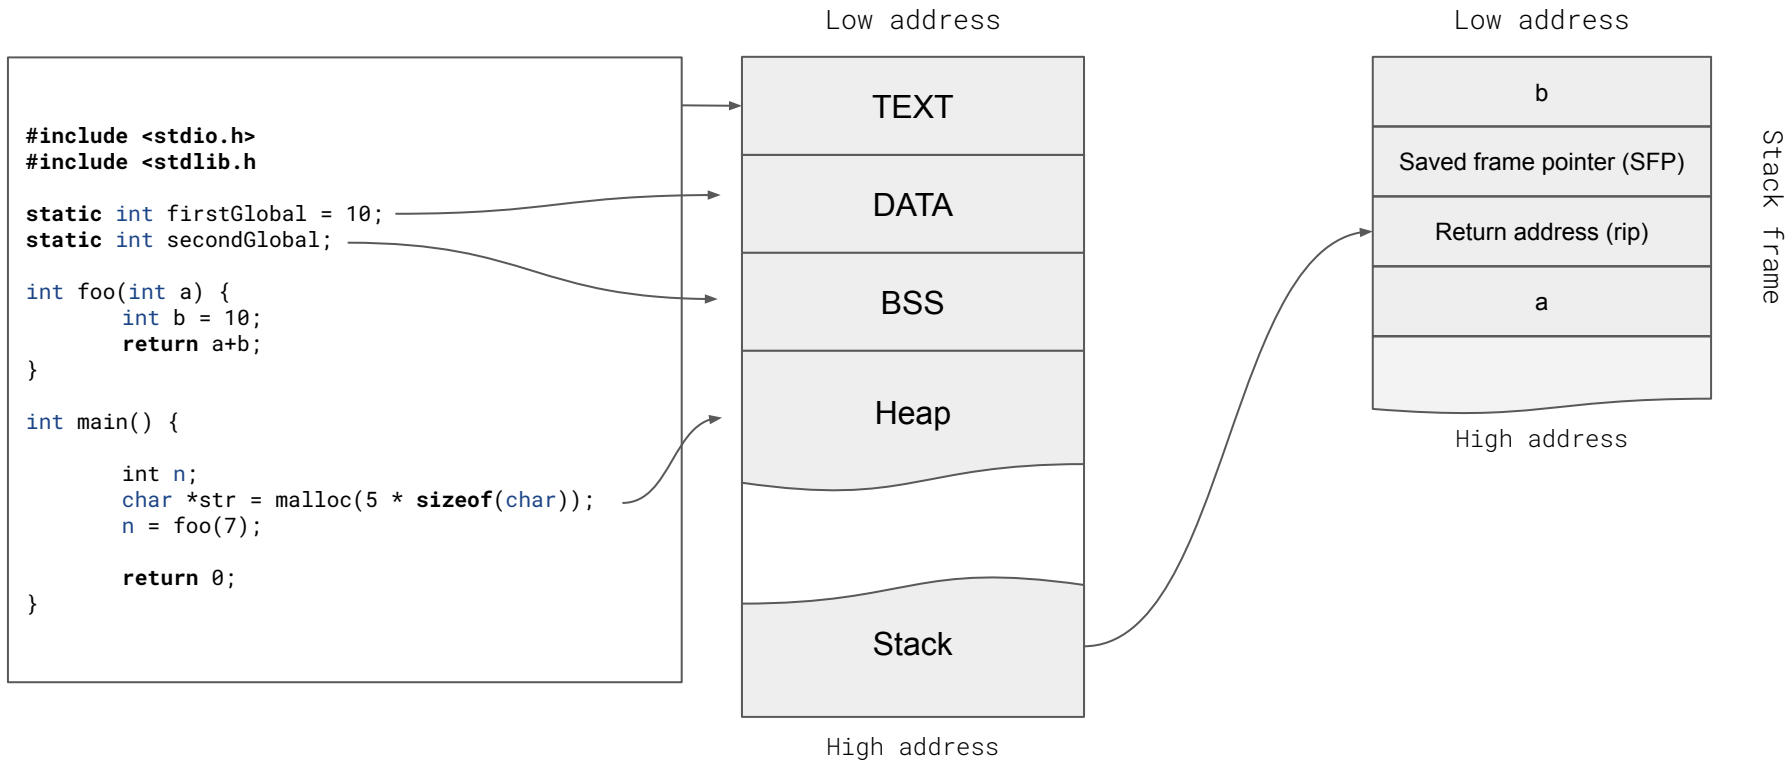 Low address
Low address
#include <stdio.h>
#include <stdlib.h
static int firstGlobal = 10;
static int secondGlobal;
int foo(int a) {
int b = 10;
return a+b;
}
int main() {
int n;
char *str = malloc(5 * sizeof(char));
n = foo(7);
return 0;
}
TEXT
DATA
BSS
Heap
Stack
High address
b
Saved frame pointer (SFP)
Return address (rip)
a
High address
Stack frame